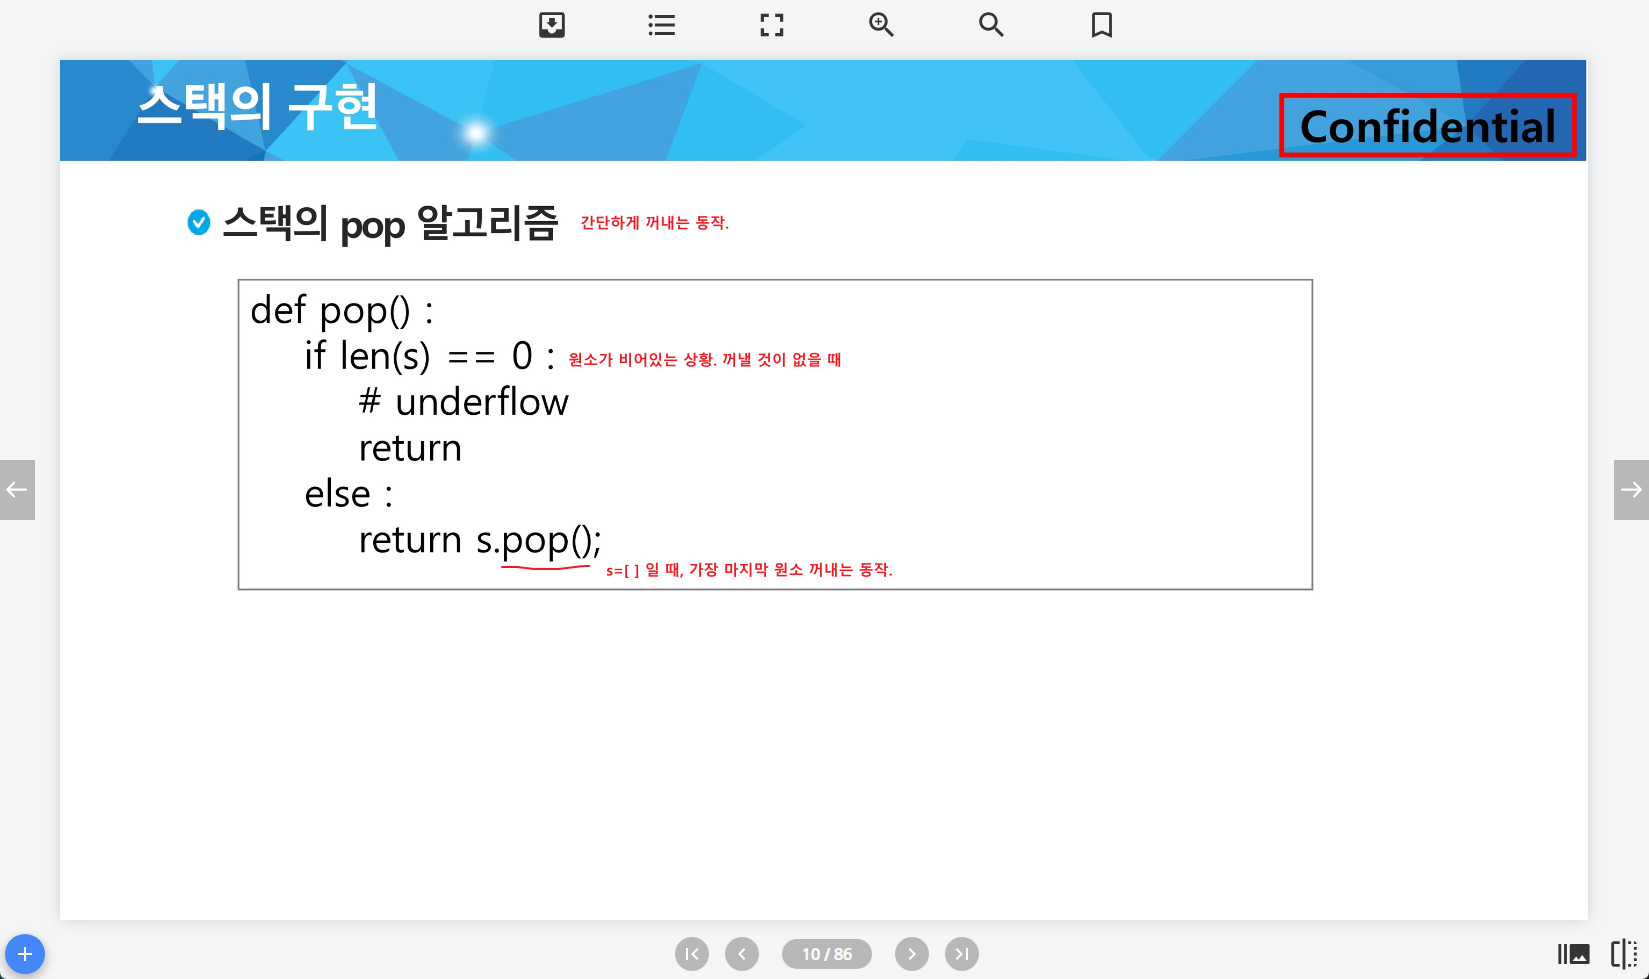 스택의 구현
Confidential
스택의 pop 알고리즘 간단하게 꺼내는 동작.
def pop() :
if len(s) == 0 : 원소가 비어있는 상황. 꺼낼 것이 없을 때
# underflow
return
else :
return s.pop();
s=[ ] 일 때, 가장 마지막 원소 꺼내는 동작.
10 / 86